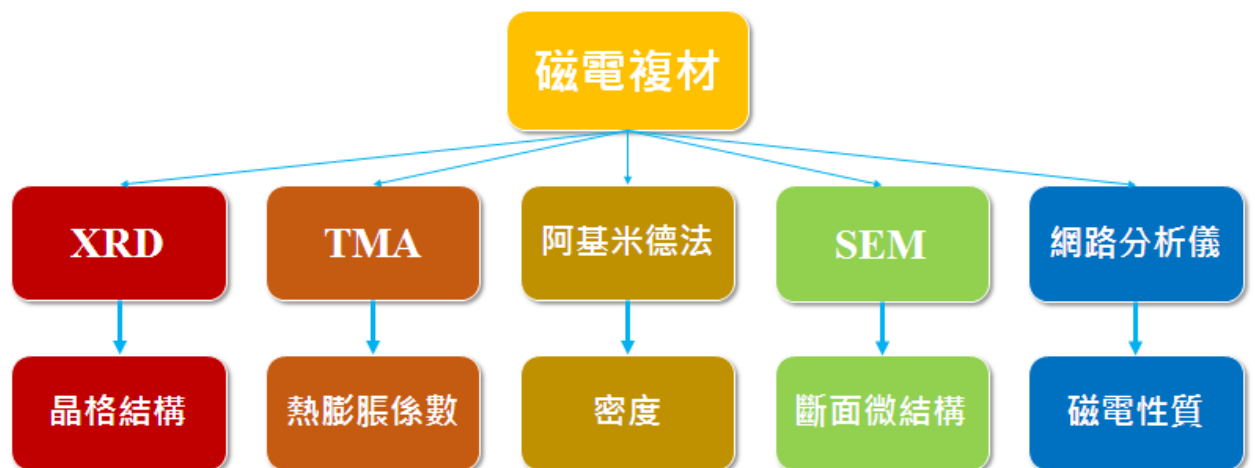 磁電複材
XRD
TMA
阿基米德法
SEM
網路分析儀
晶格結構
熱膨脹係數
密度
斷面微結構
磁電性質